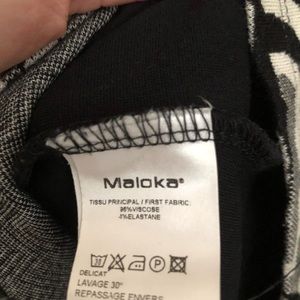 Maloka®
TISSU PRINCIPAL / FIRST FABRIC:
96%VISCOSE
4%ELASTANE
DELICAT
LAVAGE 30°
REPASSAGE ENVERS